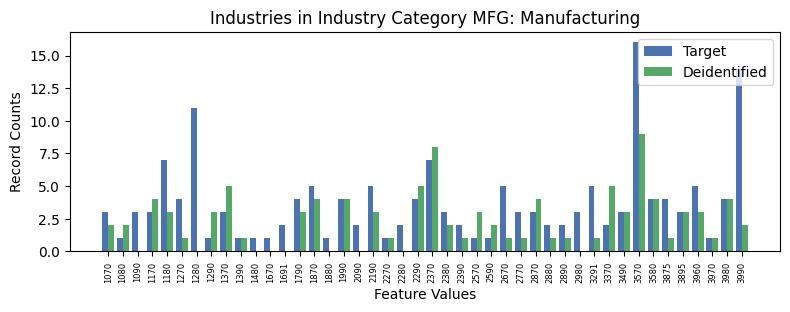 Industries in Industry Category MFG: Manufacturing
Target
Deidentified
Record Counts
15.0
12.5
10.0
7.5
5.0
2.5
0.0
1070 1080 1090 1170 1180 1270 1280 1290 1370 1390 1480 1670 1691 1790 1870 1880 1990 2090 2190 2270 2280 2290 2370 2380 2390 2570 2590 2670 2770 2870 2880 2890 2980 3291 3370 3490 3570 3580 3875 3895 3960 3970 3980 3990
Feature Values